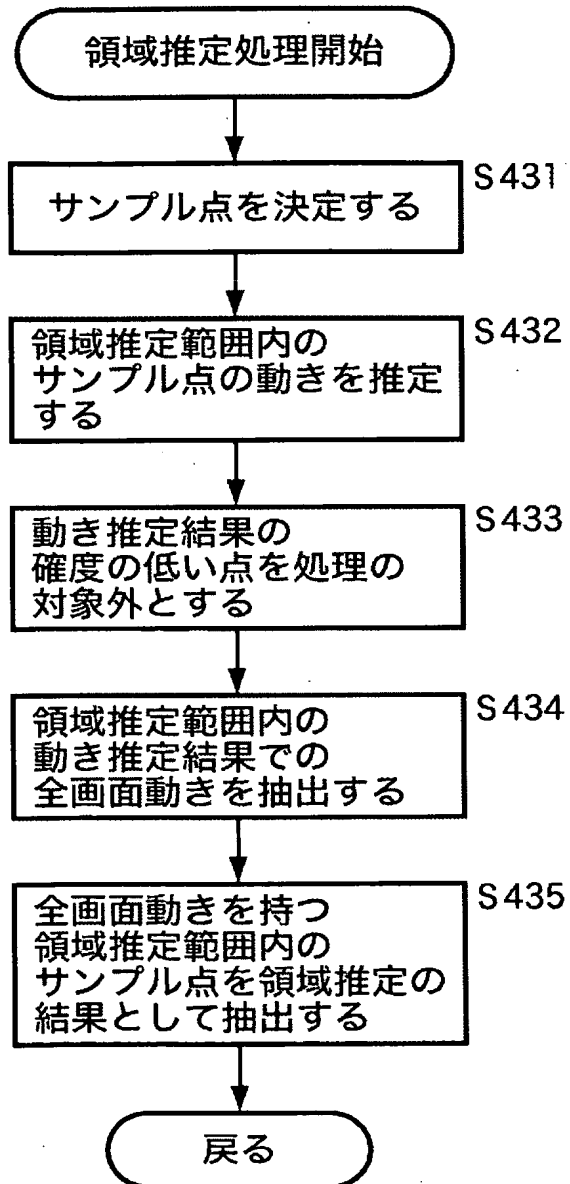 領域推定処理開始
S431
サンプル点を決定する
S432
領域推定範囲内の
サンプル点の動きを推定
する
S433
動き推定結果の
確度の低い点を処理の
対象外とする
S434
領域推定範囲内の
動き推定結果での
全画面動きを抽出する
S435
全画面動きを持つ
領域推定範囲内の
サンプル点を領域推定の
結果として抽出する
戻る